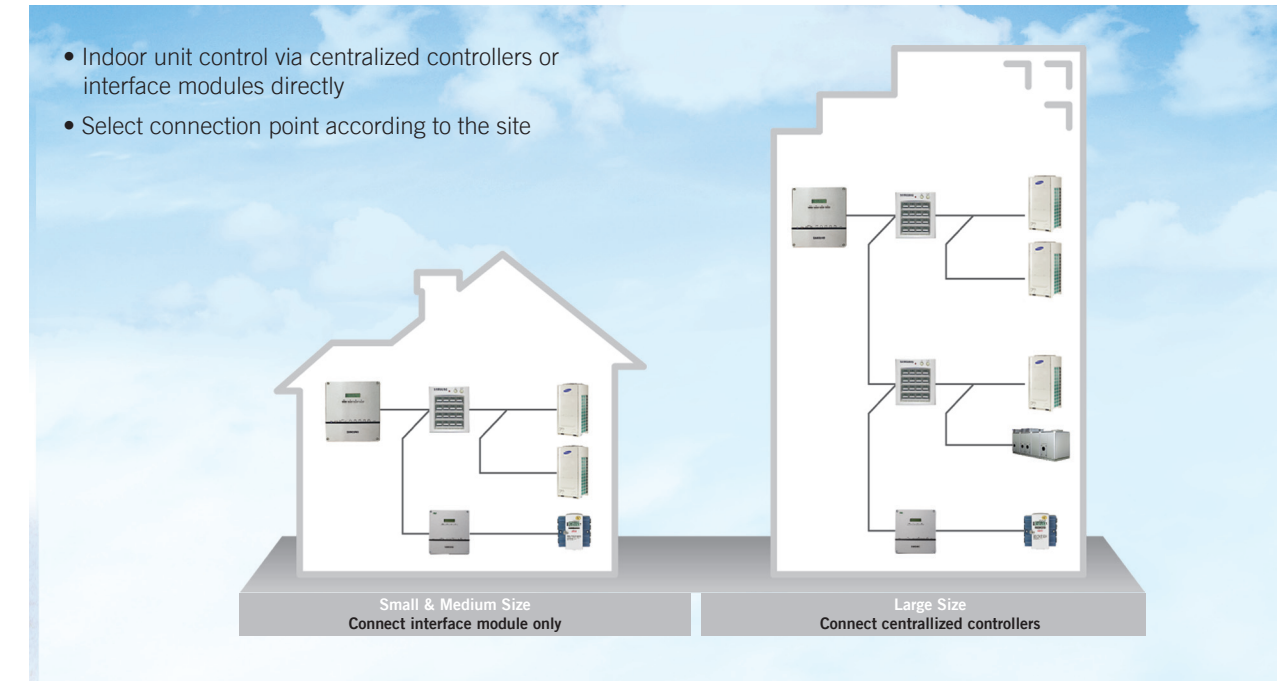 • Indoor unit control via centralized controllers or
interface modules directly
• Select connection point according to the site
Small & Medium Size
Connect interface module only
Large Size
Connect centrallized controllers